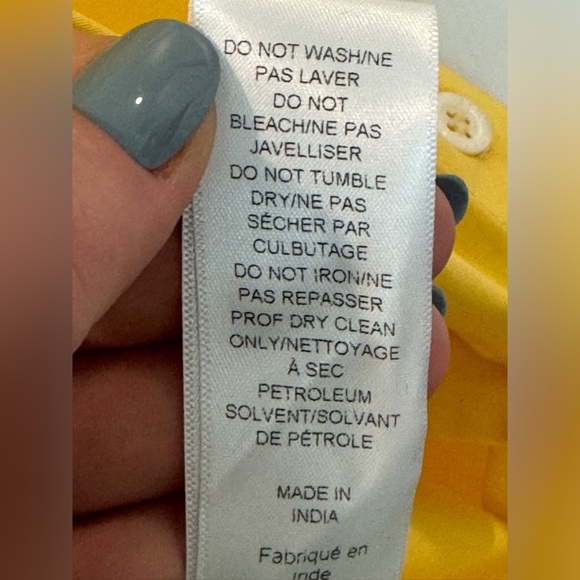 DO NOT WASH/NE
PAS LAVER
DO NOT
BLEACH/NE PAS
JAVELLISER
DO NOT TUMBLE
DRY/NE PAS
SÉCHER PAR
CULBUTAGE
DO NOT IRON/NE
PAS REPASSER
PROF DRY CLEAN
ONLY/NETTOYAGE
À SEC
PETROLEUM
SOLVENT/SOLVANT
DE PÉTROLE
MADE IN
INDIA
Fabriqué en
Inde